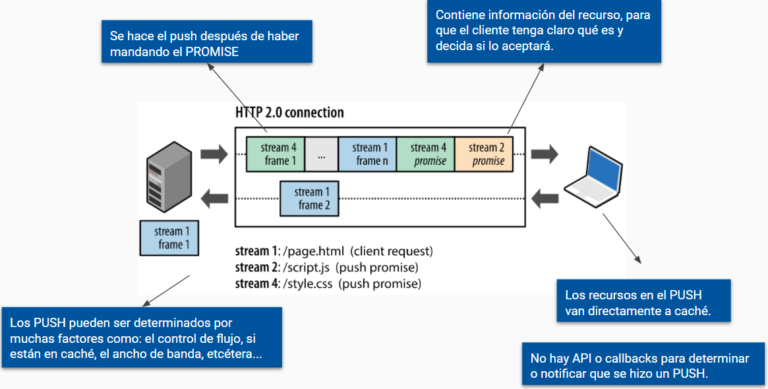 Se hace el push después de haber
mandando el PROMISE
Contiene información del recurso, para
que el cliente tenga claro qué es y
decida si lo aceptará.
HTTP 2.0 connection
stream 4
frame 1
...
stream 1
frame n
stream 4
promise
stream 2
promise
stream 1
frame 2
stream 1
frame 1
stream 1: /page.html (client request)
stream 2: /script.js (push promise)
stream 4: /style.css (push promise)
Los PUSH pueden ser determinados por
muchas factores como: el control de flujo, si
están en caché, el ancho de banda, etcétera...
Los recursos en el PUSH
van directamente a caché.
No hay API o callbacks para determinar
o notificar que se hizo un PUSH.